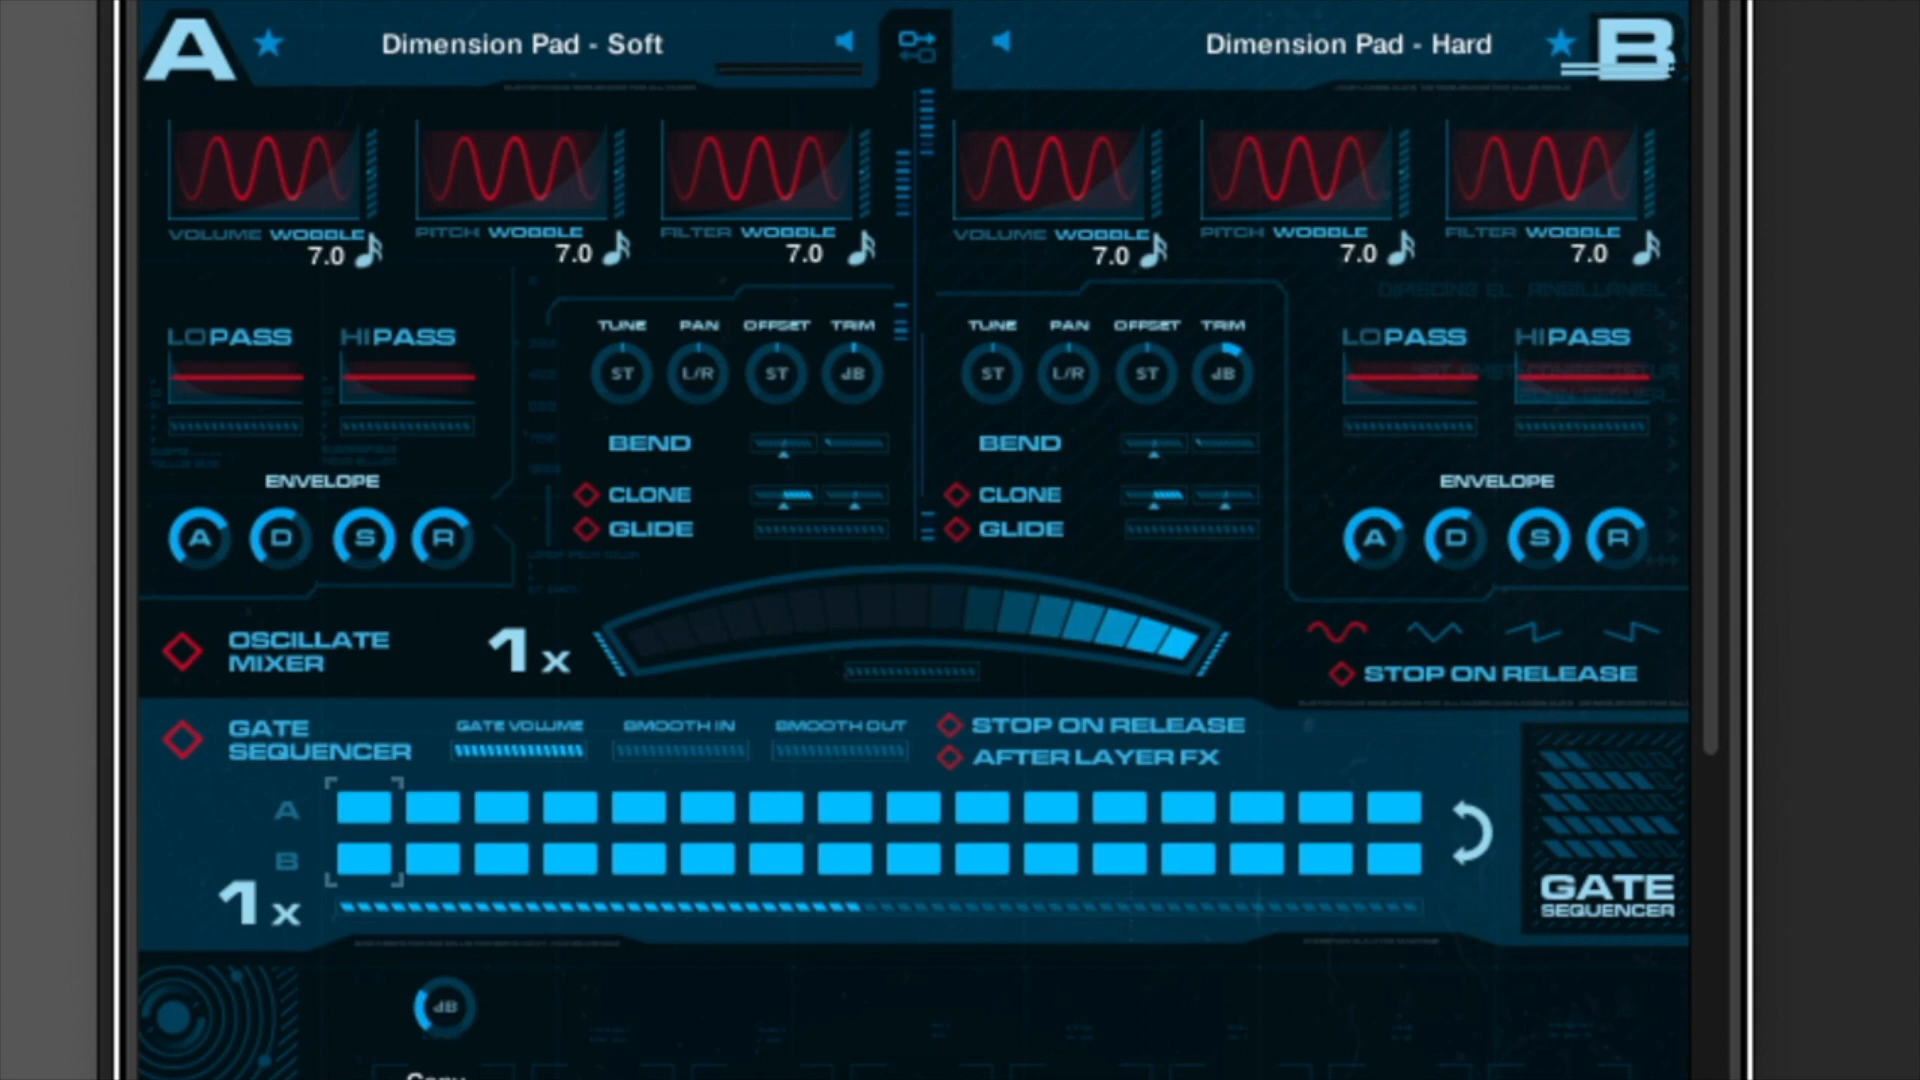 A Dimension Pad - Soft Dimension Pad - Hard B
VOLUME WOBBLE PITCH WOBBLE FILTER WOBBLE VOLUME WOBBLE PITCH WOBBLE FILTER WOBBLE
7.0 7.0 7.0 7.0 7.0 7.0
TUNE PAN OFFSET TRIM TUNE PAN OFFSET TRIM
LOPASS HIPASS LOPASS HIPASS
ST L/R ST dB ST L/R ST dB
BEND BEND
ENVELOPE ENVELOPE
CLONE CLONE
GLIDE GLIDE
A D S R A D S R
OSCILLATE
MIXER
1 x
STOP ON RELEASE
GATE
SEQUENCER
GATE VOLUME SMOOTH IN SMOOTH OUT
STOP ON RELEASE
AFTER LAYER FX
A
B
1 x
GATE
SEQUENCER
dB